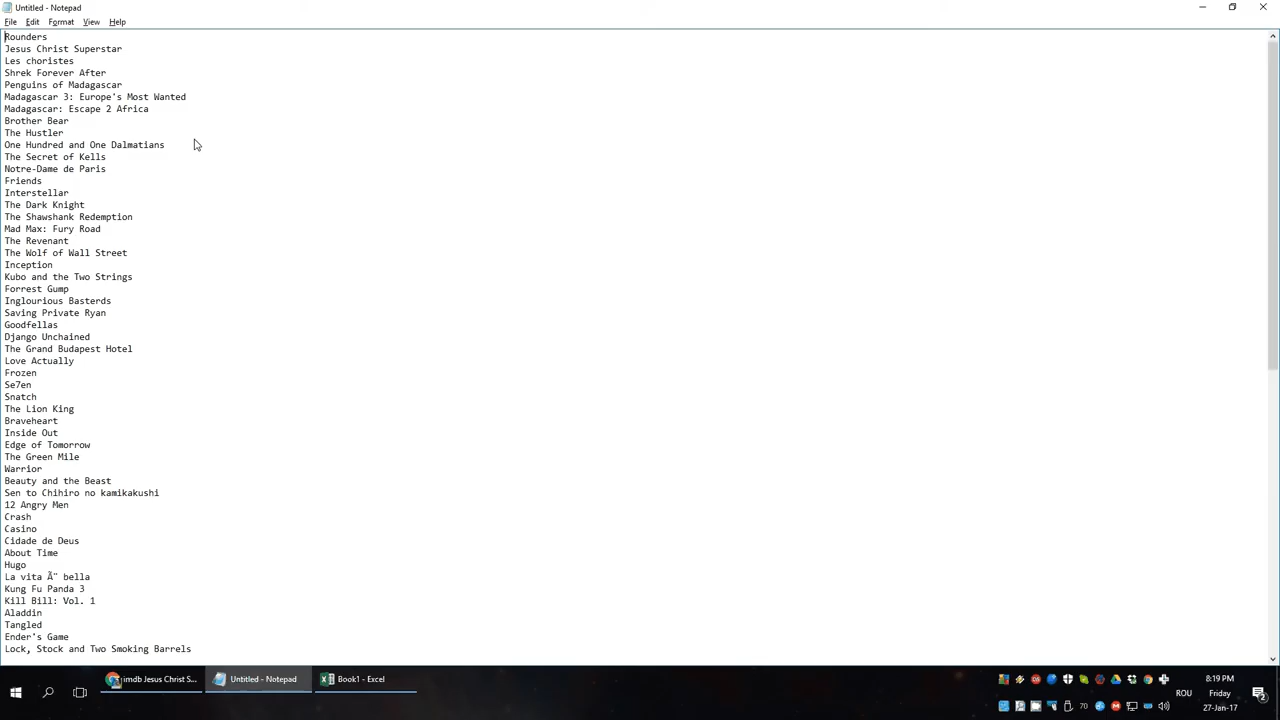 Untitled - Notepad
File Edit Format View Help
Rounders
Jesus Christ Superstar
Les choristes
Shrek Forever After
Penguins of Madagascar
Madagascar 3: Europe's Most Wanted
Madagascar: Escape 2 Africa
Brother Bear
The Hustler
One Hundred and One Dalmatians
The Secret of Kells
Notre-Dame de Paris
Friends
Interstellar
The Dark Knight
The Shawshank Redemption
Mad Max: Fury Road
The Revenant
The Wolf of Wall Street
Inception
Kubo and the Two Strings
Forrest Gump
Inglourious Basterds
Saving Private Ryan
Goodfellas
Django Unchained
The Grand Budapest Hotel
Love Actually
Frozen
Se7en
Snatch
The Lion King
Braveheart
Inside Out
Edge of Tomorrow
The Green Mile
Warrior
Beauty and the Beast
Sen to Chihiro no kamikakushi
12 Angry Men
Crash
Casino
Cidade de Deus
About Time
Hugo
La vita Ã¨ bella
Kung Fu Panda 3
Kill Bill: Vol. 1
Aladdin
Tangled
Ender's Game
Lock, Stock and Two Smoking Barrels
imdb Jesus Christ S... Untitled - Notepad Book1 - Excel
8:19 PM
70 ROU Friday 2
27-Jan-17